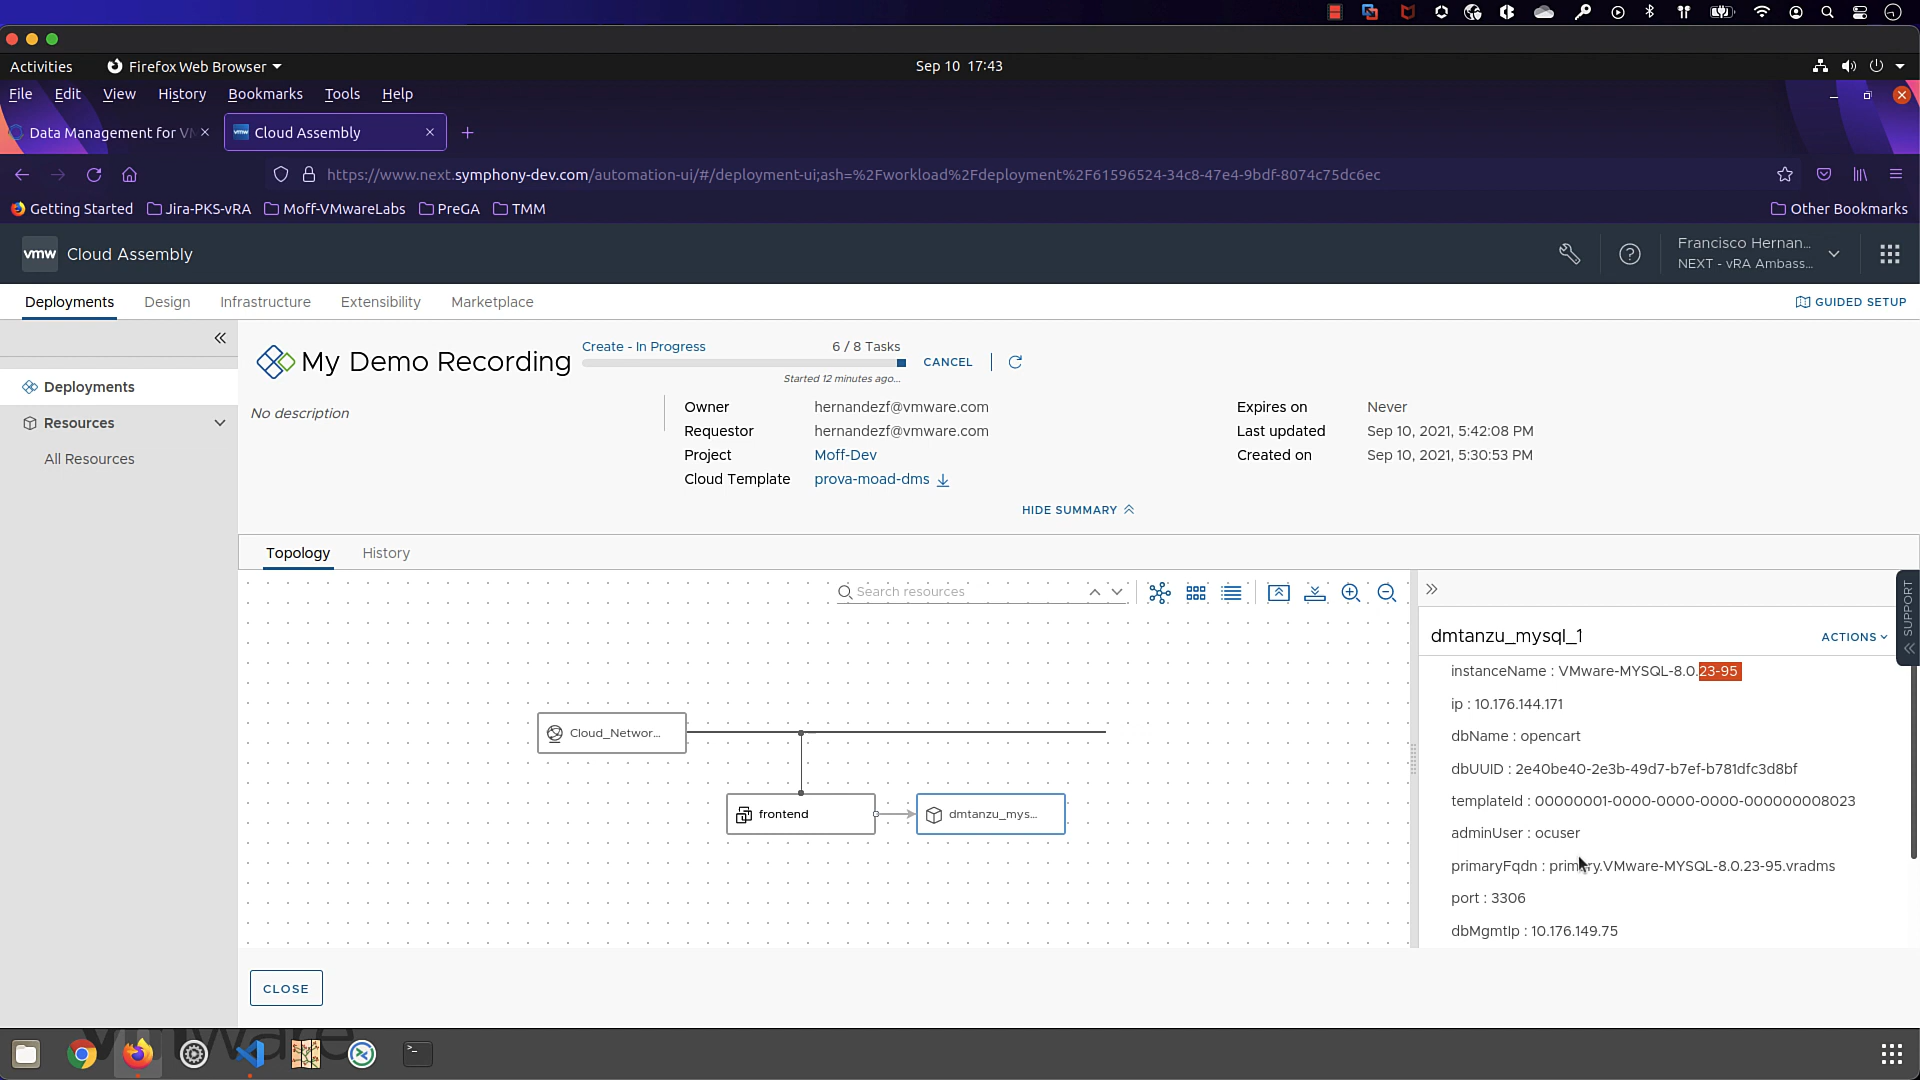 Activities
Firefox Web Browser
Sep 10 17:43
File Edit View History Bookmarks Tools Help
Data Management for VM
vmw Cloud Assembly
https://www.next.symphony-dev.com/automation-ui/#/deployment-ui;ash=%2Fworkload%2Fdeployment%2F61596524-34c8-47e4-9bdf-8074c75dc6ec
Getting Started Jira-PKS-vRA Moff-VMwareLabs PreGA TMM Other Bookmarks
vmw Cloud Assembly
Francisco Hernan...
NEXT - vRA Ambass...
Deployments Design Infrastructure Extensibility Marketplace GUIDED SETUP
Deployments
Resources
All Resources
My Demo Recording
Create - In Progress 6 / 8 Tasks
Started 12 minutes ago...
CANCEL
No description
Owner hernandezf@vmware.com
Requestor hernandezf@vmware.com
Project Moff-Dev
Cloud Template prova-moad-dms
Expires on Never
Last updated Sep 10, 2021, 5:42:08 PM
Created on Sep 10, 2021, 5:30:53 PM
HIDE SUMMARY
Topology History
Search resources
Cloud_Networ...
frontend
dmtanzu_mys...
dmtanzu_mysql_1
ACTIONS
SUPPORT
instanceName : VMware-MYSQL-8.0.23-95
ip : 10.176.144.171
dbName : opencart
dbUUID : 2e40be40-2e3b-49d7-b7ef-b781dfc3d8bf
templateId : 00000001-0000-0000-0000-000000008023
adminUser : ocuser
primaryFqdn : primary.VMware-MYSQL-8.0.23-95.vradms
port : 3306
dbMgmtIp : 10.176.149.75
CLOSE
vmware